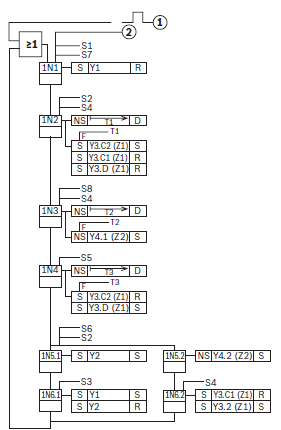 1
2
≥1
S1
S7
1N1 S Y1 R
S2
S4
1N2 NS T1 D
F T1
S Y3.C2 (Z1) S
S Y3.C1 (Z1) R
S Y3.D (Z1) R
S8
S4
1N3 NS T2 D
F T2
NS Y4.1 (Z2) S
S5
1N4 NS T3 D
F T3
S Y3.C2 (Z1) R
S Y3.D (Z1) S
S6
S2
1N5.1 S Y2 S 1N5.2 NS Y4.2 (Z2) S
S3 S4
1N6.1 S Y1 S 1N6.2 S Y3.C1 (Z1) R
S Y2 R S Y3.2 (Z1) S